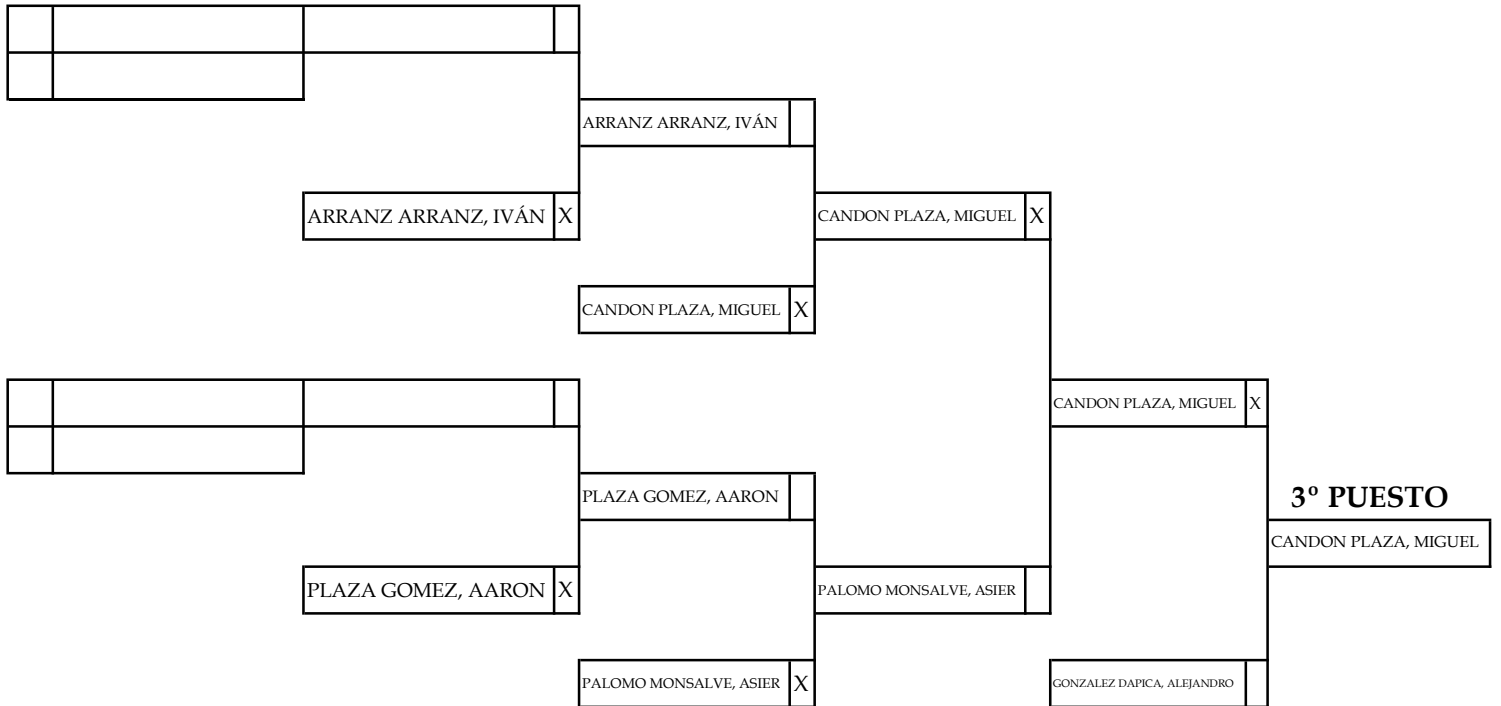 ARRANZ ARRANZ, IVÁN
ARRANZ ARRANZ, IVÁN X
CANDON PLAZA, MIGUEL X
CANDON PLAZA, MIGUEL X
CANDON PLAZA, MIGUEL X
PLAZA GOMEZ, AARON
3º PUESTO
CANDON PLAZA, MIGUEL
PLAZA GOMEZ, AARON X
PALOMO MONSALVE, ASIER
PALOMO MONSALVE, ASIER X
GONZALEZ DAPICA, ALEJANDRO